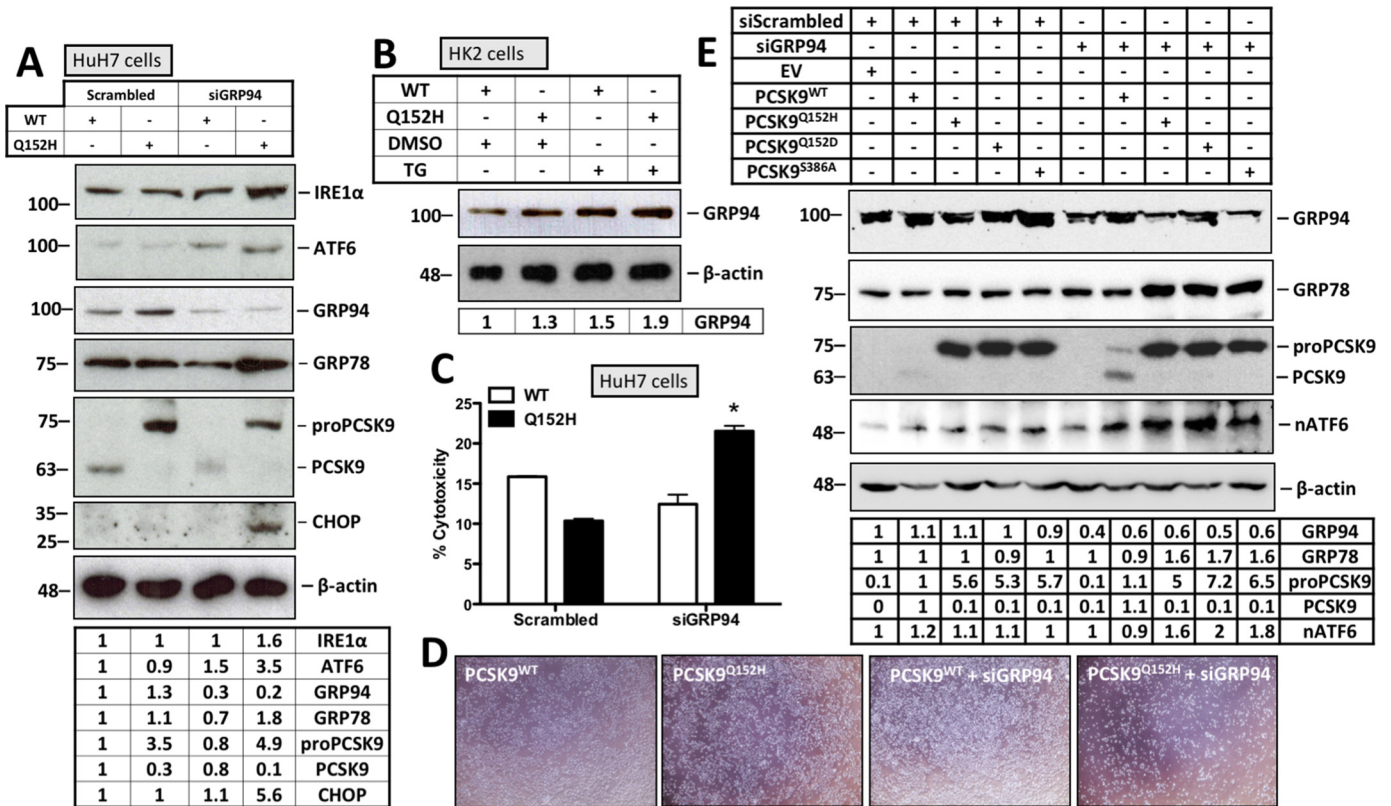 A
HuH7 cells
Scrambled siGRP94
WT + - + -
Q152H - + - +
100 IRE1α
100 ATF6
100 GRP94
75 GRP78
75 proPCSK9
63 PCSK9
35 CHOP
25
48 β-actin
1 1 1 1.6 IRE1α
1 0.9 1.5 3.5 ATF6
1 1.3 0.3 0.2 GRP94
1 1.1 0.7 1.8 GRP78
1 3.5 0.8 4.9 proPCSK9
1 0.3 0.8 0.1 PCSK9
1 1 1.1 5.6 CHOP
B
HK2 cells
WT + - + -
Q152H - + - +
DMSO + + - -
TG - - + +
100 GRP94
48 β-actin
1 1.3 1.5 1.9 GRP94
C
HuH7 cells
WT
Q152H
% Cytotoxicity
25
20
15
10
5
0
*
Scrambled siGRP94
D
PCSK9WT
PCSK9Q152H
PCSK9WT + siGRP94
PCSK9Q152H + siGRP94
E
siScrambled + + + + + - - - - -
siGRP94 - - - - - + + + + +
EV + - - - - - - - - -
PCSK9WT - + - - - - + - - -
PCSK9Q152H - - + - - - - + - -
PCSK9Q152D - - - + - - - - + -
PCSK9S386A - - - - + - - - - +
100 GRP94
75 GRP78
75 proPCSK9
63 PCSK9
48 nATF6
48 β-actin
1 1.1 1.1 1 0.9 0.4 0.6 0.6 0.5 0.6 GRP94
1 1 1 0.9 1 1 0.9 1.6 1.7 1.6 GRP78
0.1 1 5.6 5.3 5.7 0.1 1.1 5 7.2 6.5 proPCSK9
0 1 0.1 0.1 0.1 0.1 1.1 0.1 0.1 0.1 PCSK9
1 1.2 1.1 1.1 1 1 0.9 1.6 2 1.8 nATF6